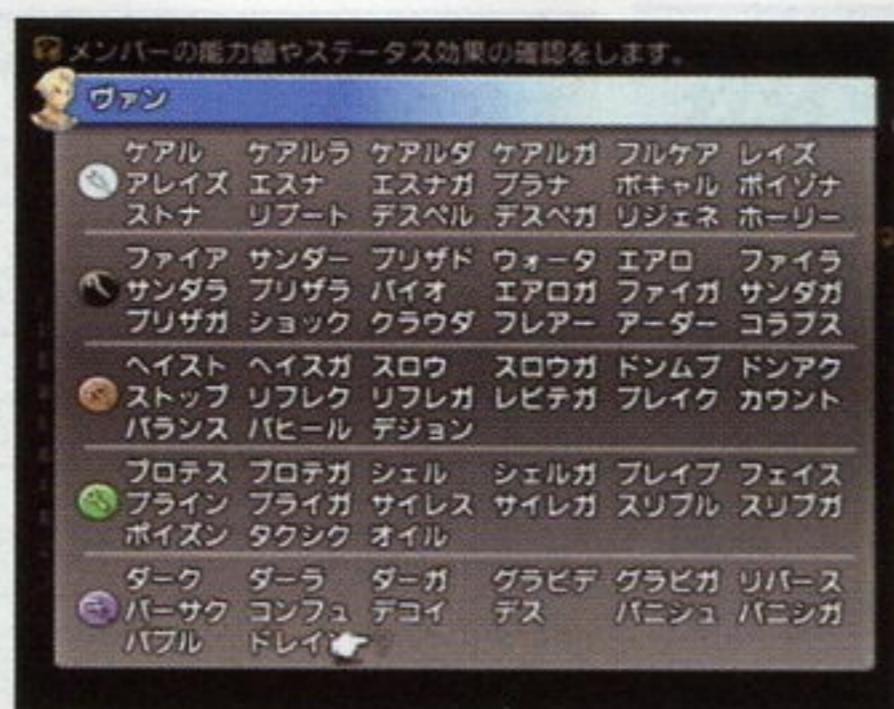 メンバーの能力値やステータス効果の確認をします。
ヴァン
ケアル ケアルラ ケアルダ ケアルガ フルケア レイズ
アレイズ エスナ エスナガ ブラナ ボキャル ポイゾナ
ストナ リブート デスペル デスペガ リジェネ ホーリー
ファイア サンダー ブリザド ウォータ エアロ ファイラ
サンダラ ブリザラ バイオ エアロガ ファイガ サンダガ
ブリザガ ショック クラウダ フレアー アーダー コラプス
ヘイスト ヘイスガ スロウ スロウガ ドンムブ ドンアク
ストップ リフレク リフレガ レビテガ ブレイク カウント
バランス バヒール デジョン
プロテス プロテガ シェル シェルガ ブレイブ フェイス
ブライン ブライガ サイレス サイレガ スリプル スリプガ
ポイズン タクシク オイル
ダーク ダーラ ダーガ グラビデ グラビガ リバース
バーサク コンフュ デコイ デス バニシュ バニシガ
バブル ドレイン